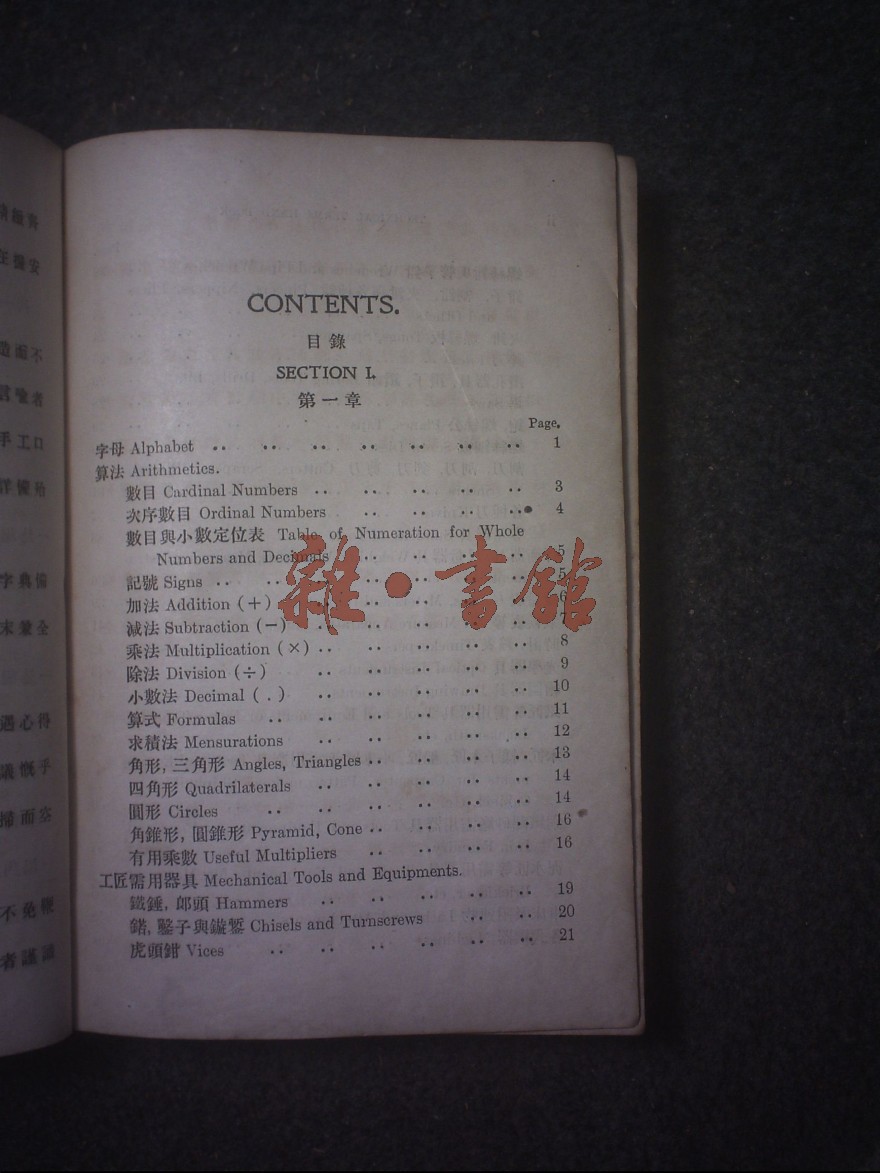 CONTENTS.
目錄
SECTION I.
第一章
Page.
字母 Alphabet .. .. .. .. .. .. .. 1
算法 Arithmetics.
數目 Cardinal Numbers .. .. .. .. .. 3
次序數目 Ordinal Numbers .. .. .. .. 4
數目與小數定位表 Table of Numeration for Whole
Numbers and Decimals .. .. .. .. 5
記號 Signs .. .. .. .. .. .. .. 5
加法 Addition (+) .. .. .. .. .. 6
減法 Subtraction (−) .. .. .. .. .. 7
乘法 Multiplication (×) .. .. .. .. .. 8
除法 Division (÷) .. .. .. .. .. 9
小數法 Decimal ( . ) .. .. .. .. .. 10
算式 Formulas .. .. .. .. .. .. 11
求積法 Mensurations .. .. .. .. .. 12
角形, 三角形 Angles, Triangles .. .. .. .. 13
四角形 Quadrilaterals .. .. .. .. .. 14
圓形 Circles .. .. .. .. .. .. 14
角錐形, 圓錐形 Pyramid, Cone .. .. .. .. 16
有用乘數 Useful Multipliers .. .. .. .. 16
工匠需用器具 Mechanical Tools and Equipments.
鐵錘, 郎頭 Hammers .. .. .. .. .. 19
鍩, 鑿子與鏇鏨 Chisels and Turnscrews .. .. 20
虎頭鉗 Vices .. .. .. .. .. .. 21
雜·書館